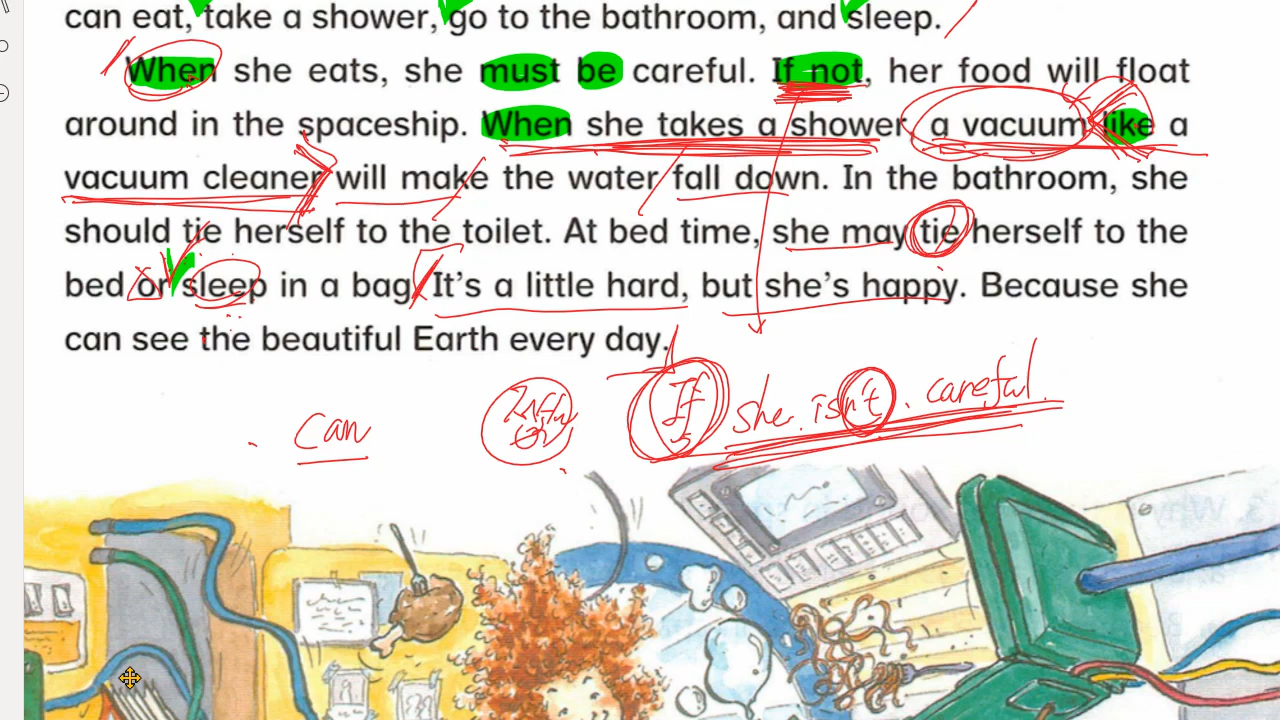 can eat, take a shower, go to the bathroom, and sleep.
When she eats, she must be careful. If not, her food will float
around in the spaceship. When she takes a shower, a vacuum like a
vacuum cleaner will make the water fall down. In the bathroom, she
should tie herself to the toilet. At bed time, she may tie herself to the
bed or sleep in a bag. It's a little hard, but she's happy. Because she
can see the beautiful Earth every day.
can If she isn't careful.